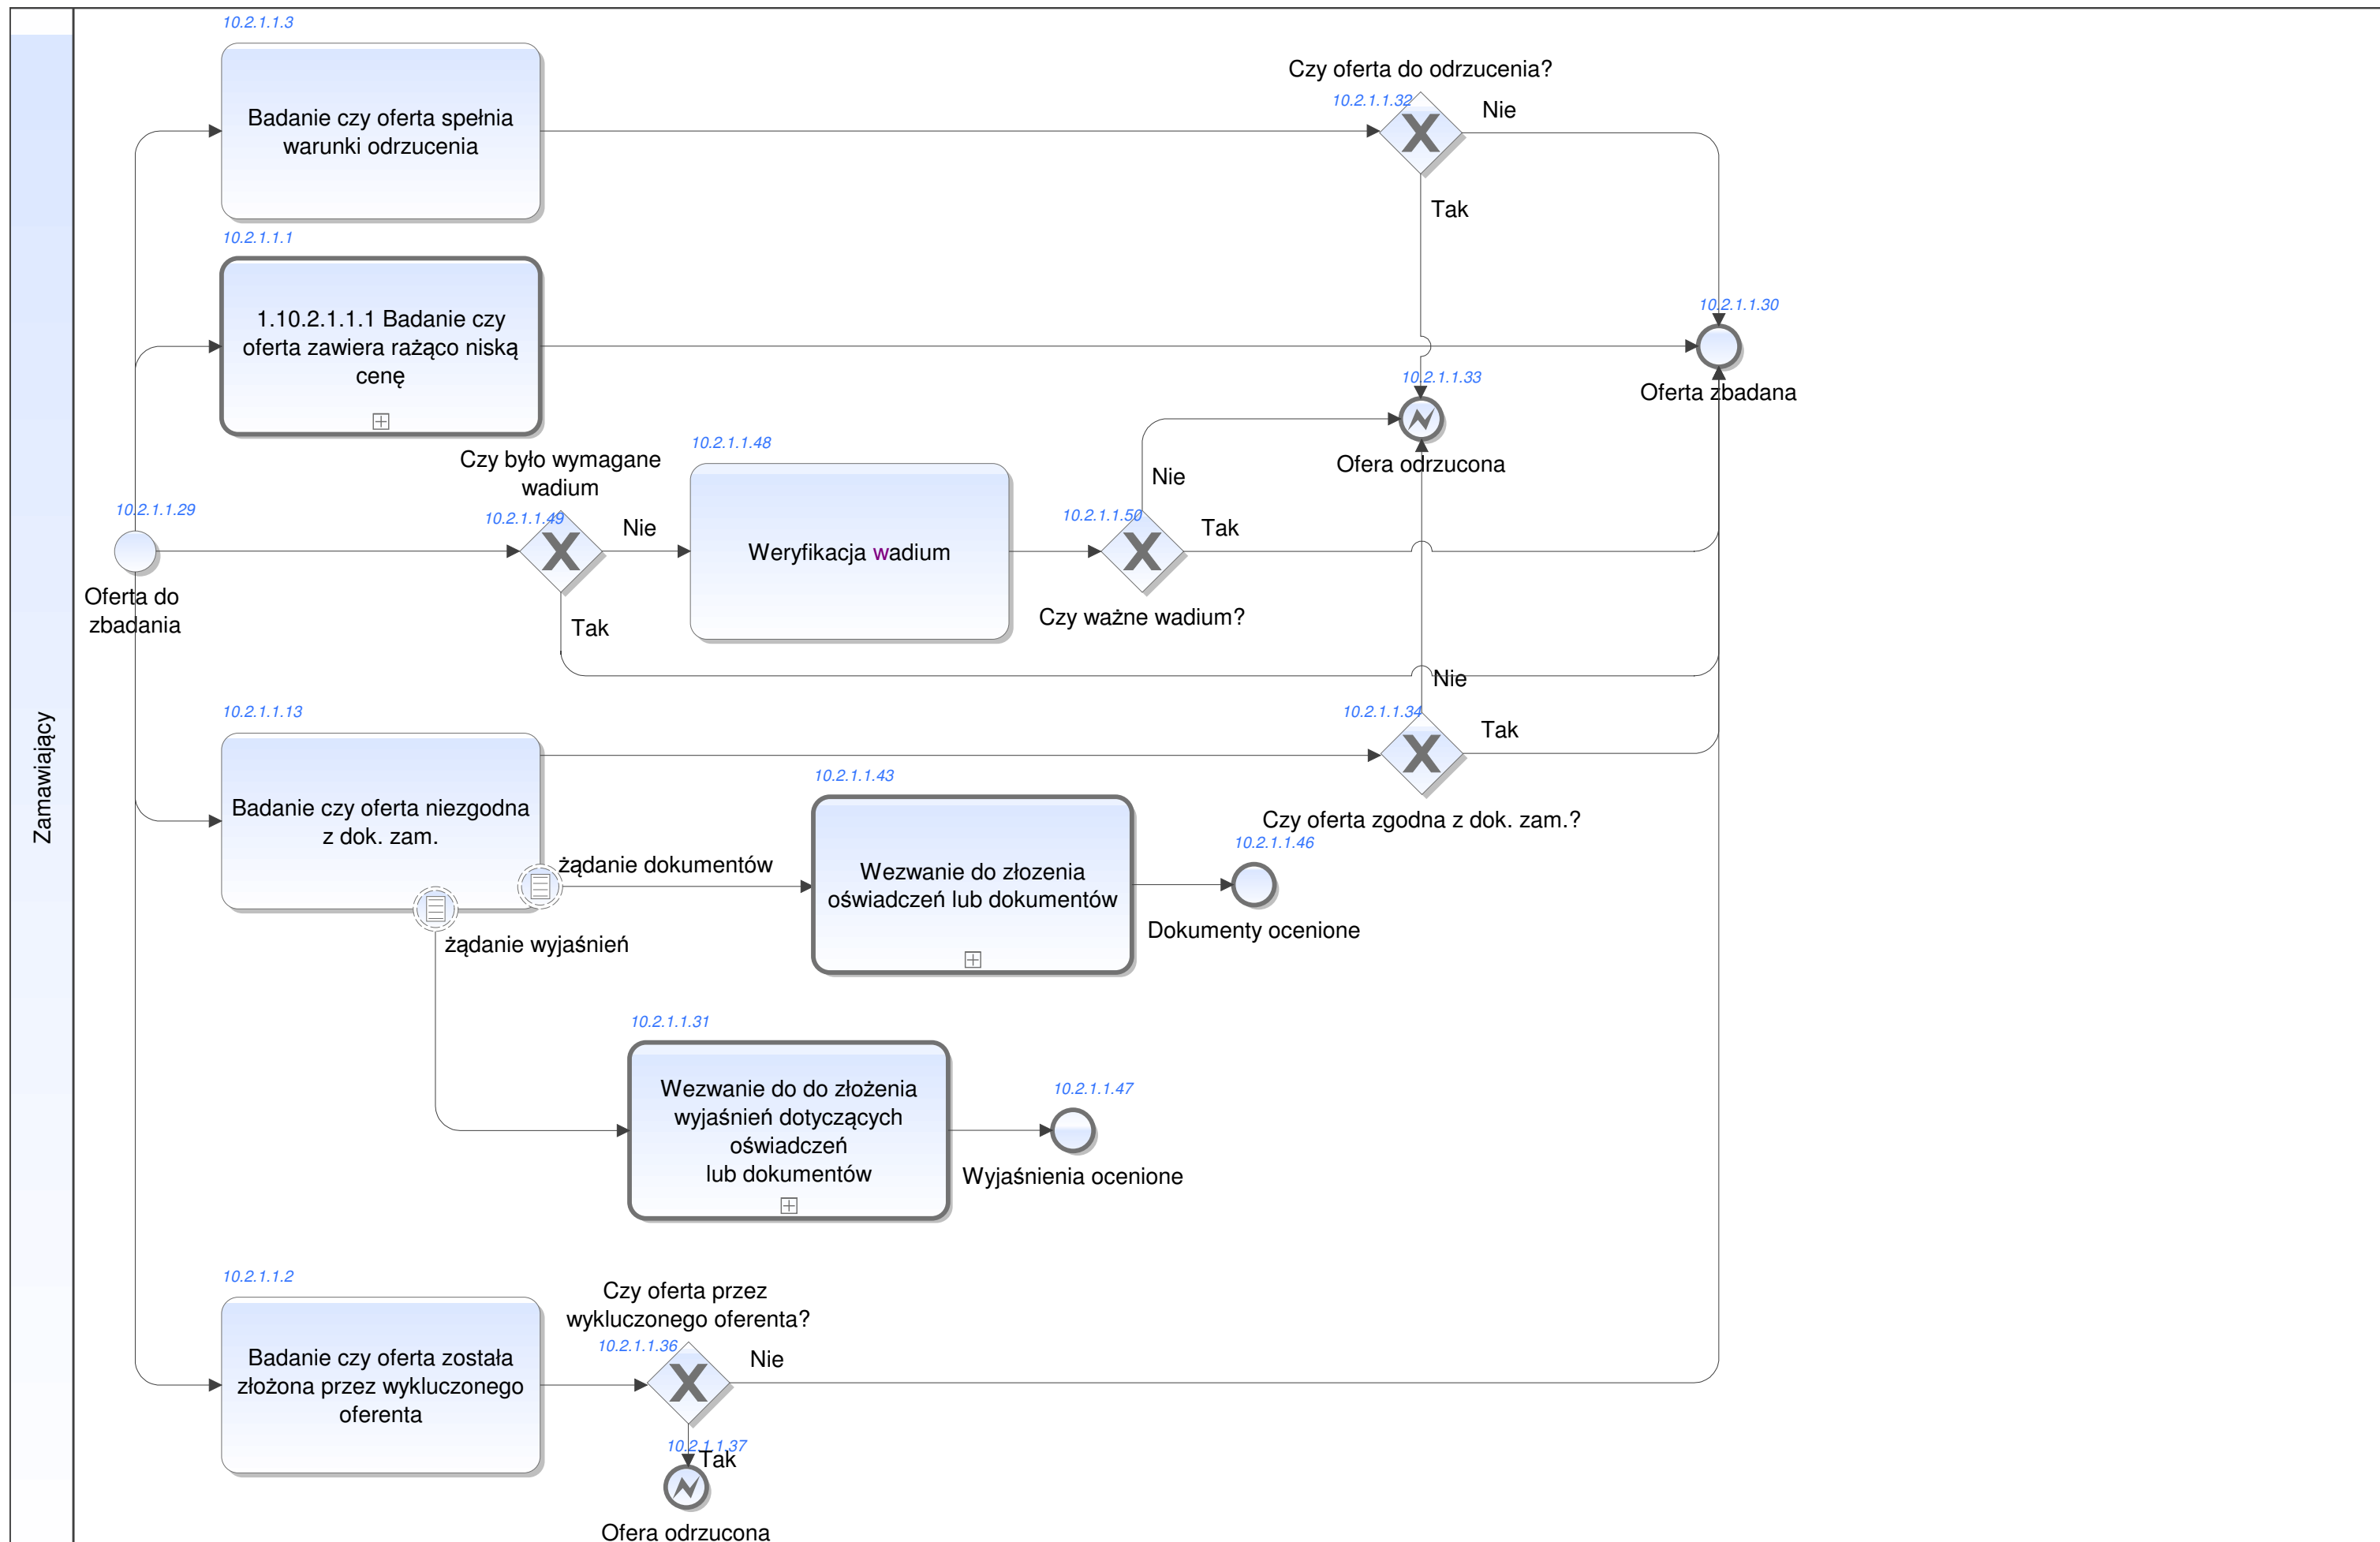 10.2.1.1.3
Badanie czy oferta spełnia
warunki odrzucenia
Czy oferta do odrzucenia?
10.2.1.1.32
Nie
Tak
10.2.1.1.1
1.10.2.1.1.1 Badanie czy
oferta zawiera rażąco niską
cenę
10.2.1.1.30
Oferta zbadana
10.2.1.1.33
Ofera odrzucona
Czy było wymagane
wadium
10.2.1.1.49
Nie
Tak
10.2.1.1.48
Weryfikacja wadium
10.2.1.1.50
Nie
Tak
Czy ważne wadium?
10.2.1.1.29
Oferta do
zbadania
Zamawiający
10.2.1.1.13
Badanie czy oferta niezgodna
z dok. zam.
10.2.1.1.34
Nie
Tak
Czy oferta zgodna z dok. zam.?
żądanie dokumentów
10.2.1.1.43
Wezwanie do złozenia
oświadczeń lub dokumentów
10.2.1.1.46
Dokumenty ocenione
żądanie wyjaśnień
10.2.1.1.31
Wezwanie do do złożenia
wyjaśnień dotyczących
oświadczeń
lub dokumentów
10.2.1.1.47
Wyjaśnienia ocenione
10.2.1.1.2
Badanie czy oferta została
złożona przez wykluczonego
oferenta
Czy oferta przez
wykluczonego oferenta?
10.2.1.1.36
Nie
10.2.1.1.37
Tak
Ofera odrzucona